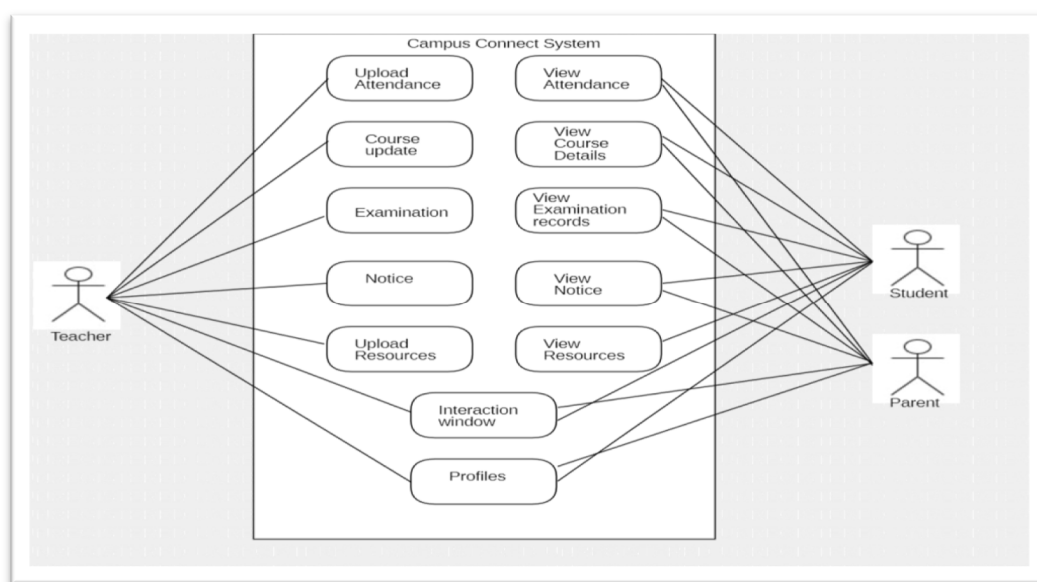 Campus Connect System
Upload
Attendance
View
Attendance
Course
update
View
Course
Details
Examination
View
Examination
records
Notice
View
Notice
Upload
Resources
View
Resources
Interaction
window
Profiles
Teacher
Student
Parent